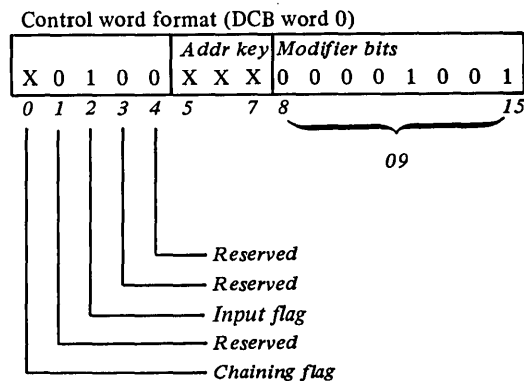 Control word format (DCB word 0)
Addr key Modifier bits
X 0 1 0 0 X X X 0 0 0 0 1 0 0 1
0 1 2 3 4 5 7 8 15
09
Reserved
Reserved
Input flag
Reserved
Chaining flag